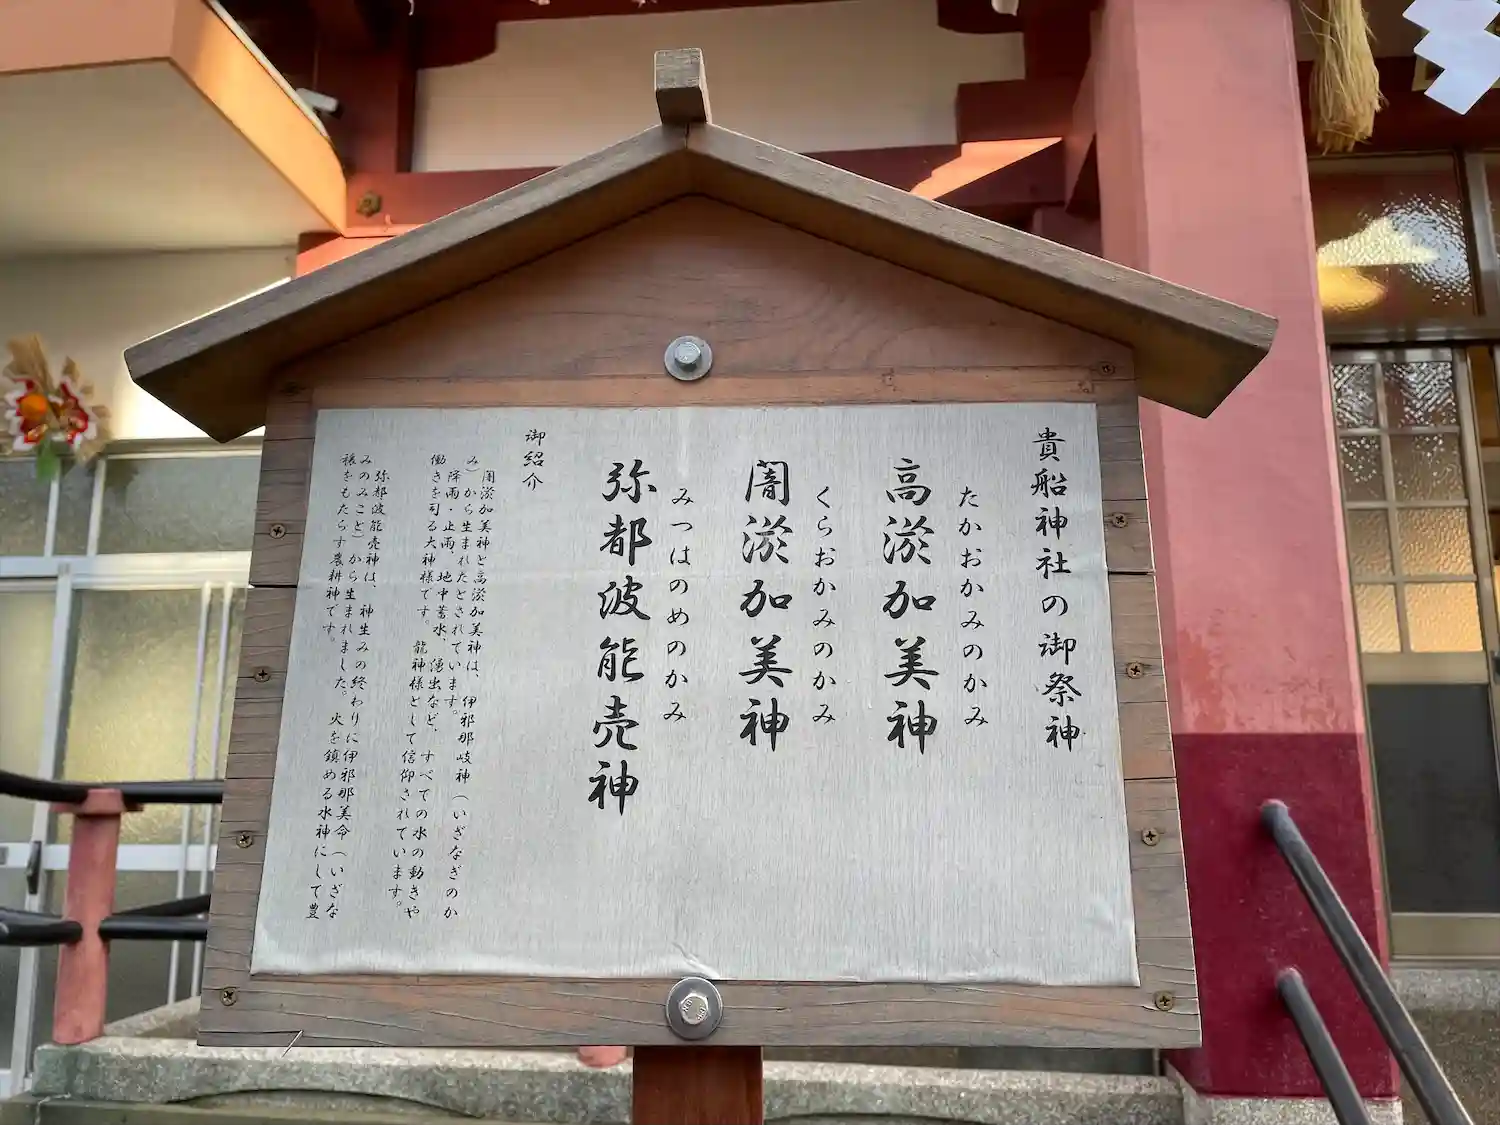 貴船神社の御祭神
たかおかみのかみ
高淤加美神
くらおかみのかみ
闇淤加美神
みつはのめのかみ
弥都波能売神
御紹介
闇淤加美神と高淤加美神は、伊邪那岐神(いざなぎのか
み)から生まれたとされています。
降雨・止雨、地中蓄水、湧出など、すべての水の動きや
働きを司る大神様です。龍神様として信仰されています。
弥都波能売神は、神生みの終わりに伊邪那美命(いざな
みのみこと)から生まれました。火を鎮める水神にして豊
穣をもたらす農耕神です。